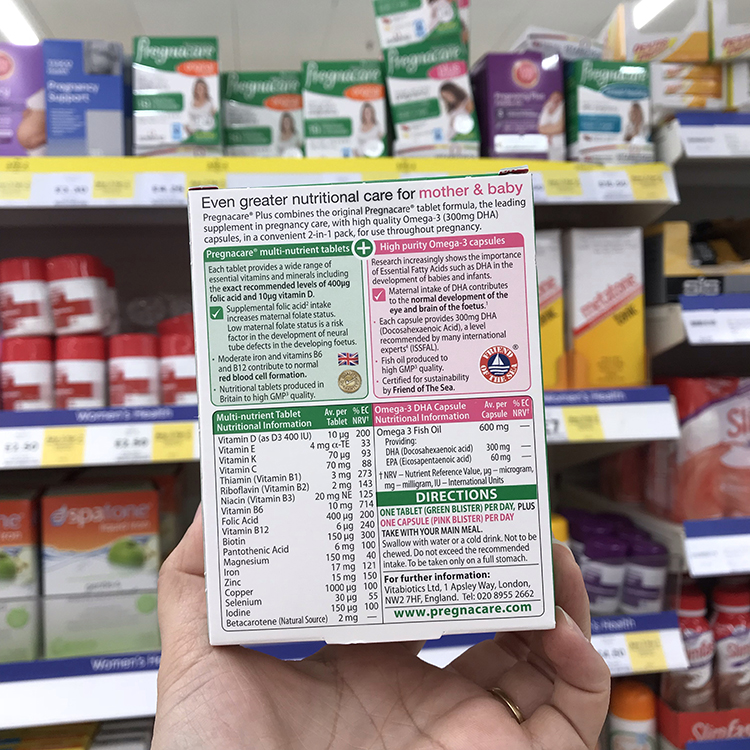 Pregnacare
Pregnacare
Pregnacare
Pregnacare
Pregnacare
Pregnancy
Support
Even greater nutritional care for mother & baby
Pregnacare® Plus combines the original Pregnacare® tablet formula, the leading
supplement in pregnancy care, with high quality Omega-3 (300mg DHA)
capsules, in a convenient 2-in-1 pack, for use throughout pregnancy.
Pregnacare® multi-nutrient tablets
Each tablet provides a wide range of
essential vitamins and minerals including
the exact recommended levels of 400µg
folic acid and 10µg vitamin D.
Supplemental folic acid² intake
increases maternal folate status.
Low maternal folate status is a risk
factor in the development of neural
tube defects in the developing foetus.
• Moderate iron and vitamins B6
and B12 contribute to normal
red blood cell formation.
• Nutritional tablets produced in
Britain to high GMP³ quality.
+
High purity Omega-3 capsules
Research increasingly shows the importance
of Essential Fatty Acids such as DHA in the
development of babies and infants.
Maternal intake of DHA contributes
to the normal development of the
eye and brain of the foetus.¹
• Each capsule provides 300mg DHA
(Docosahexaenoic Acid), a level
recommended by many international
experts⁴ (ISSFAL).
• Fish oil produced to
high GMP³ quality.
• Certified for sustainability
by Friend of The Sea.
FRIEND
OF THE SEA
Multi-nutrient Tablet Av. per % EC
Nutritional Information Tablet NRV†
Vitamin D (as D3 400 IU) 10 µg 200
Vitamin E 4 mg α-TE 33
Vitamin K 70 µg 93
Vitamin C 70 mg 88
Thiamin (Vitamin B1) 3 mg 273
Riboflavin (Vitamin B2) 2 mg 143
Niacin (Vitamin B3) 20 mg NE 125
Vitamin B6 10 mg 714
Folic Acid 400 µg 200
Vitamin B12 6 µg 240
Biotin 150 µg 300
Pantothenic Acid 6 mg 100
Magnesium 150 mg 40
Iron 17 mg 121
Zinc 15 mg 150
Copper 1000 µg 100
Selenium 30 µg 55
Iodine 150 µg 100
Betacarotene (Natural Source) 2 mg —
Omega-3 DHA Capsule Av. per % EC
Nutritional Information Capsule NRV†
Omega-3 Fish Oil 600 mg —
Providing:
DHA (Docosahexaenoic acid) 300 mg —
EPA (Eicosapentaenoic acid) 60 mg —
† NRV – Nutrient Reference Value, µg – microgram,
mg – milligram, IU – International Units
DIRECTIONS
ONE TABLET (GREEN BLISTER) PER DAY, PLUS
ONE CAPSULE (PINK BLISTER) PER DAY
TAKE WITH YOUR MAIN MEAL.
Swallow with water or a cold drink. Not to be
chewed. Do not exceed the recommended
intake. To be taken only on a full stomach.
For further information:
Vitabiotics Ltd, 1 Apsley Way, London,
NW2 7HF, England. Tel: 020 8955 2662
www.pregnacare.com
metatone
Women's Health
spatone
Women's Health